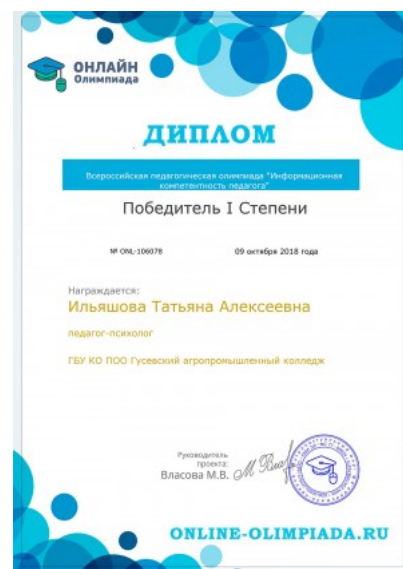 ОНЛАЙН
Олимпиада
ДИПЛОМ
Всероссийская педагогическая олимпиада "Информационная
компетентность педагога"
Победитель I Степени
№ ONL-106078
09 октября 2018 года
Награждается:
Ильяшова Татьяна Алексеевна
педагог-психолог
ГБУ КО ПОО Гусевский агропромышленный колледж
Руководитель
проекта:
Власова М.В.
ONLINE-OLIMPIADA.RU